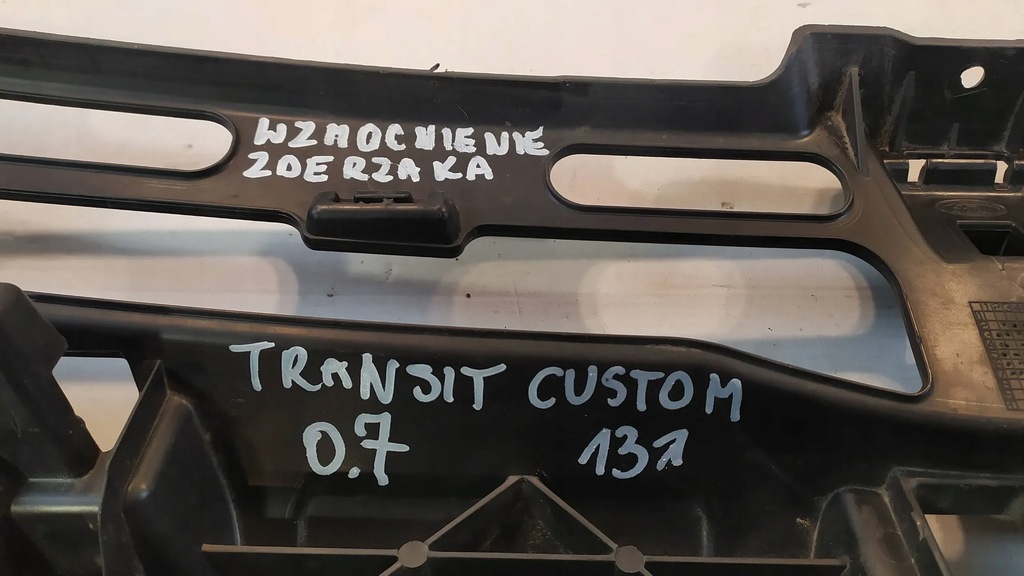 WZMOCNIENIE
ZDERZAKA
TRANSIT CUSTOM
0.7 131